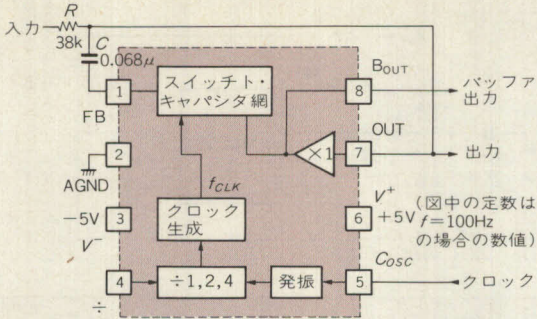 R
入力
38k
C
0.068μ
スイッチト・
キャパシタ網
BOUT
8
バッファ
出力
1
FB
OUT
×1
7
出力
2
AGND
fCLK
−5V
3
V−
クロック
生成
6
V+
+5V
(図中の定数は
f=100Hz
の場合の数値)
4
÷
÷1,2,4
発振
COSC
5
クロック